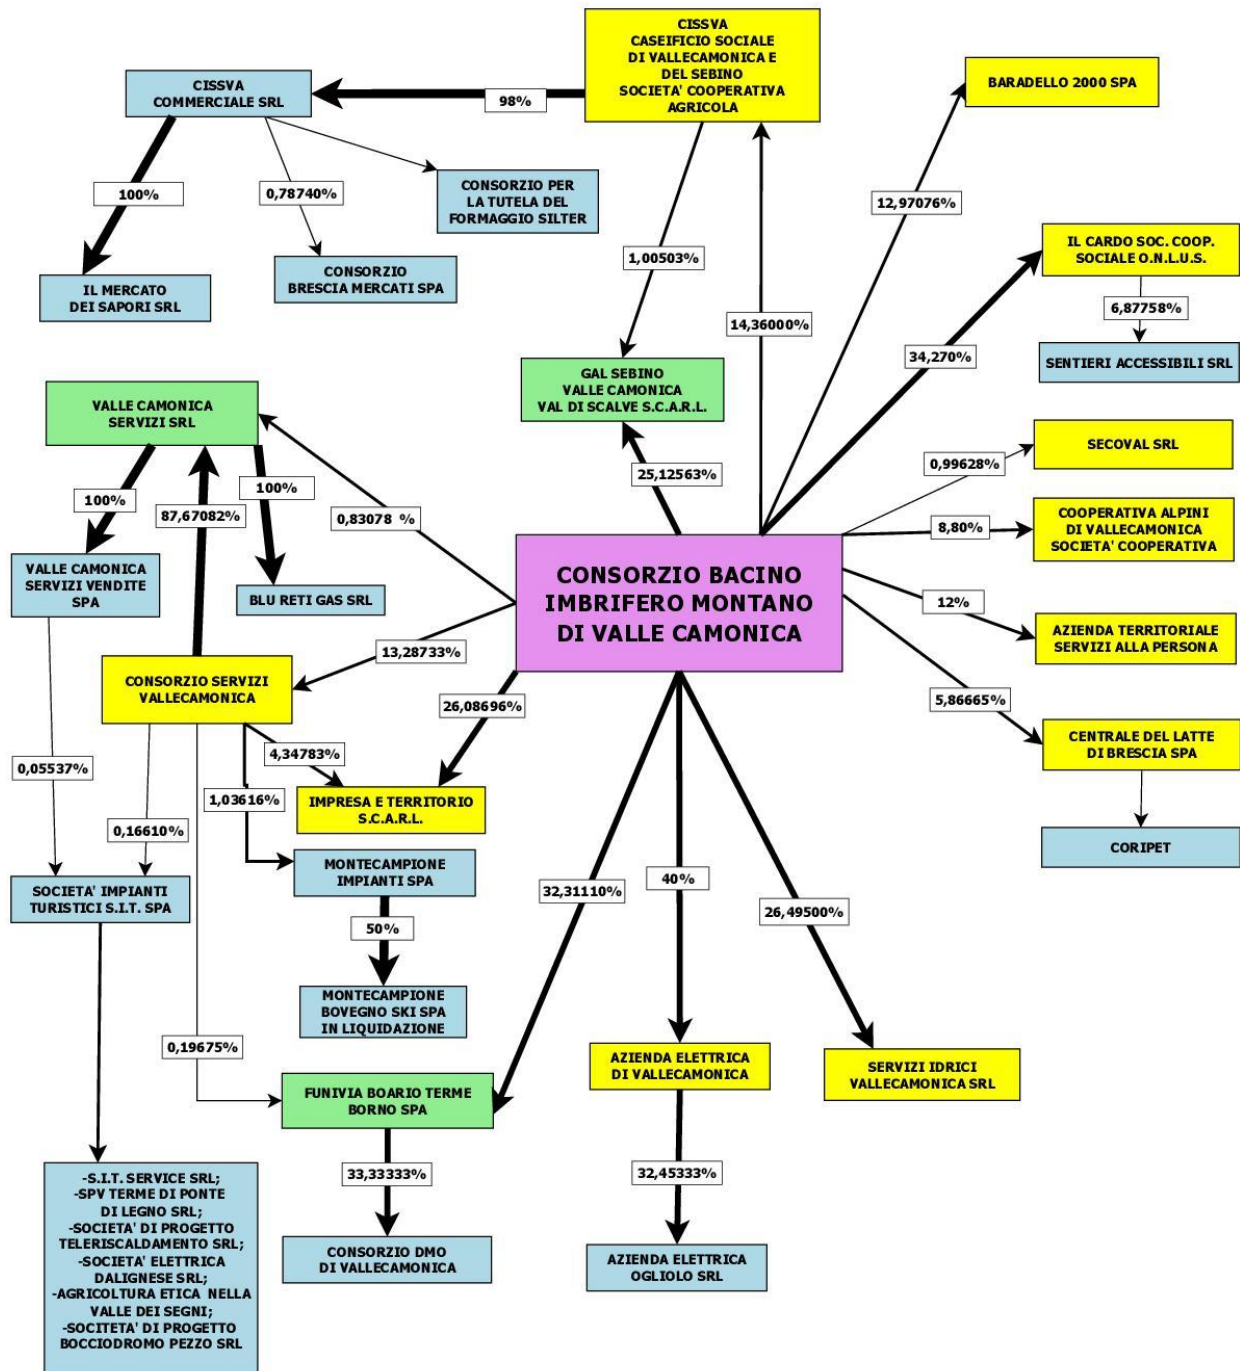 CISSVA
CASEIFICIO SOCIALE
DI VALLECAMONICA E
DEL SEBINO
SOCIETA' COOPERATIVA
AGRICOLA
BARADELLO 2000 SPA
CISSVA
COMMERCIALE SRL
98%
100%
0,78740%
CONSORZIO PER
LA TUTELA DEL
FORMAGGIO SILTER
12,97076%
IL CARDO SOC. COOP.
SOCIALE O.N.L.U.S.
1,00503%
CONSORZIO
BRESCIA MERCATI SPA
IL MERCATO
DEI SAPORI SRL
6,87758%
14,36000%
34,270%
SENTIERI ACCESSIBILI SRL
GAL SEBINO
VALLE CAMONICA
VAL DI SCALVE S.C.A.R.L.
VALLE CAMONICA
SERVIZI SRL
SECOVAL SRL
0,99628%
25,12563%
100%
100%
87,67082%
0,83078 %
8,80%
COOPERATIVA ALPINI
DI VALLECAMONICA
SOCIETA' COOPERATIVA
VALLE CAMONICA
SERVIZI VENDITE
SPA
BLU RETI GAS SRL
CONSORZIO BACINO
IMBRIFERO MONTANO
DI VALLE CAMONICA
12%
AZIENDA TERRITORIALE
SERVIZI ALLA PERSONA
13,28733%
CONSORZIO SERVIZI
VALLECAMONICA
26,08696%
5,86665%
CENTRALE DEL LATTE
DI BRESCIA SPA
4,34783%
0,05537%
1,03616%
IMPRESA E TERRITORIO
S.C.A.R.L.
0,16610%
CORIPET
MONTECAMPIONE
IMPIANTI SPA
SOCIETA' IMPIANTI
TURISTICI S.I.T. SPA
32,31110%
40%
26,49500%
50%
MONTECAMPIONE
BOVEGNO SKI SPA
IN LIQUIDAZIONE
0,19675%
AZIENDA ELETTRICA
DI VALLECAMONICA
SERVIZI IDRICI
VALLECAMONICA SRL
FUNIVIA BOARIO TERME
BORNO SPA
33,33333%
32,45333%
-S.I.T. SERVICE SRL;
-SPV TERME DI PONTE
DI LEGNO SRL;
-SOCIETA' DI PROGETTO
TELERISCALDAMENTO SRL;
-SOCIETA' ELETTRICA
DALIGNESE SRL;
-AGRICOLTURA ETICA NELLA
VALLE DEI SEGNI;
-SOCITETA' DI PROGETTO
BOCCIODROMO PEZZO SRL
CONSORZIO DMO
DI VALLECAMONICA
AZIENDA ELETTRICA
OGLIOLO SRL